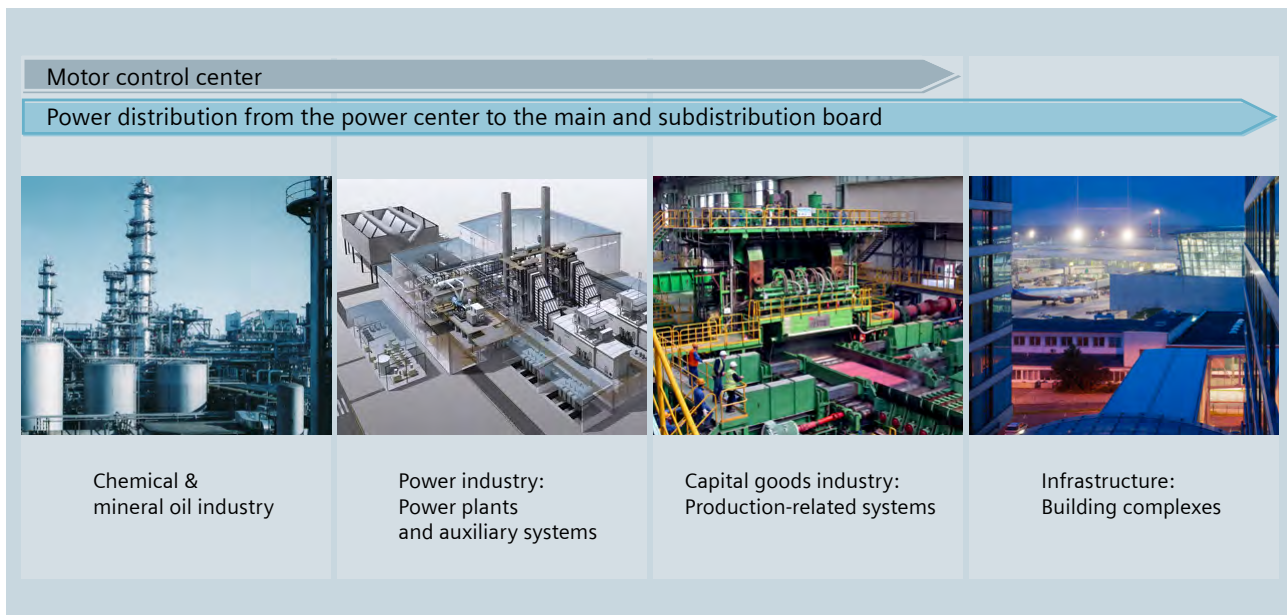 Motor control center
Power distribution from the power center to the main and subdistribution board
Chemical &
mineral oil industry
Power industry:
Power plants
and auxiliary systems
Capital goods industry:
Production-related systems
Infrastructure:
Building complexes